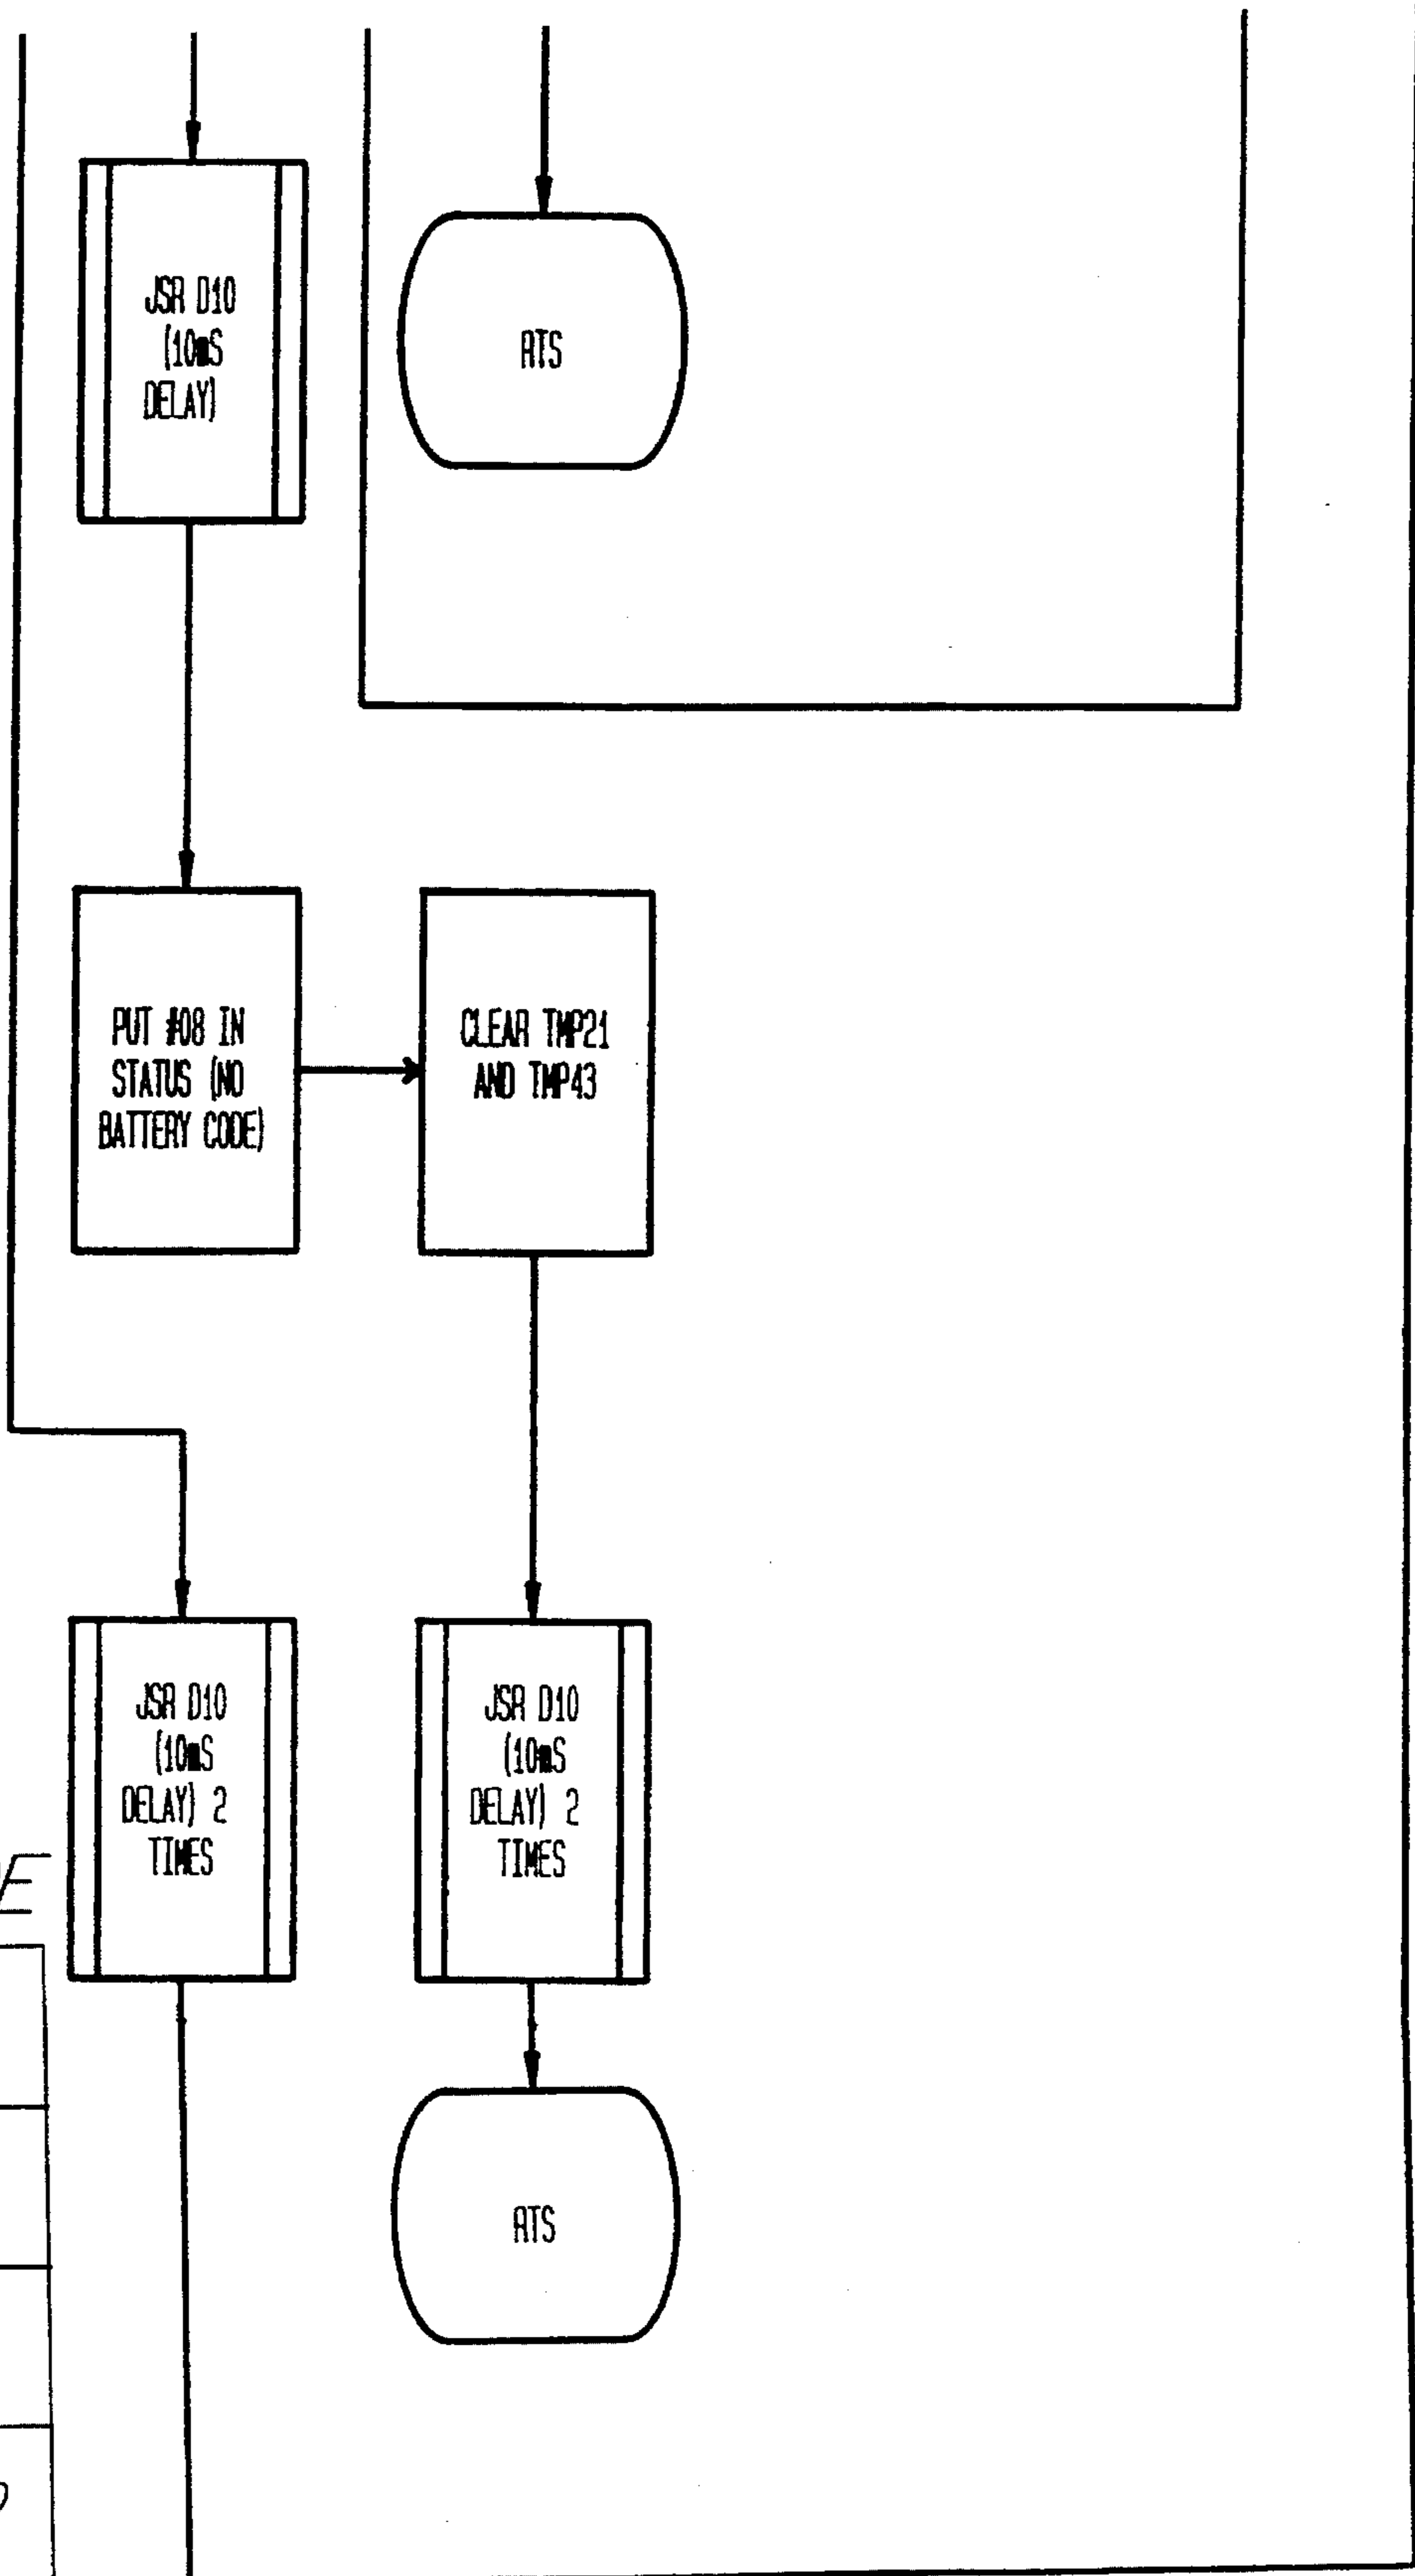 JSR D10
(10mS
DELAY)
RTS
PUT #08 IN
STATUS (NO
BATTERY CODE)
CLEAR TMP21
AND TMP43
JSR D10
(10mS
DELAY) 2
TIMES
JSR D10
(10mS
DELAY) 2
TIMES
RTS